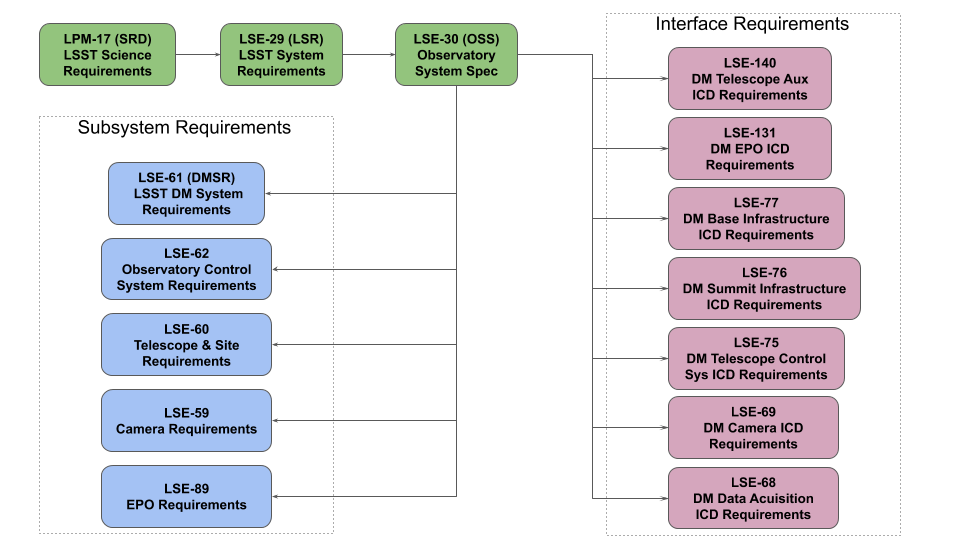 LPM-17 (SRD)
LSST Science
Requirements
LSE-29 (LSR)
LSST System
Requirements
LSE-30 (OSS)
Observatory
System Spec
Subsystem Requirements
LSE-61 (DMSR)
LSST DM System
Requirements
LSE-62
Observatory Control
System Requirements
LSE-60
Telescope & Site
Requirements
LSE-59
Camera Requirements
LSE-89
EPO Requirements
Interface Requirements
LSE-140
DM Telescope Aux
ICD Requirements
LSE-131
DM EPO ICD
Requirements
LSE-77
DM Base Infrastructure
ICD Requirements
LSE-76
DM Summit Infrastructure
ICD Requirements
LSE-75
DM Telescope Control
Sys ICD Requirements
LSE-69
DM Camera ICD
Requirements
LSE-68
DM Data Acuisition
ICD Requirements